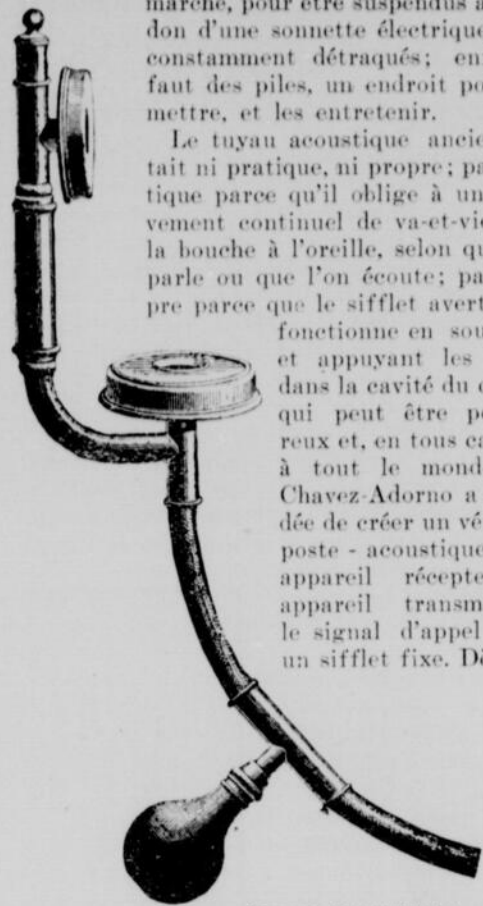 marché, pour être suspendus a
don d'une sonnette électrique
constamment détraqués; en
faut des piles, un endroit po
mettre, et les entretenir.
Le tuyau acoustique ancie
tait ni pratique, ni propre; pa
tique parce qu'il oblige à un
vement continuel de va-et-vie
la bouche à l'oreille, selon qu
parle ou que l'on écoute; pa
pre parce que le sifflet avert
fonctionne en sou
et appuyant les
dans la cavité du c
qui peut être po
reux et, en tous ca
à tout le mond
Chavez-Adorno a
dée de créer un vé
poste - acoustique
appareil récepte
appareil transm
le signal d'appel
un sifflet fixe. Dè